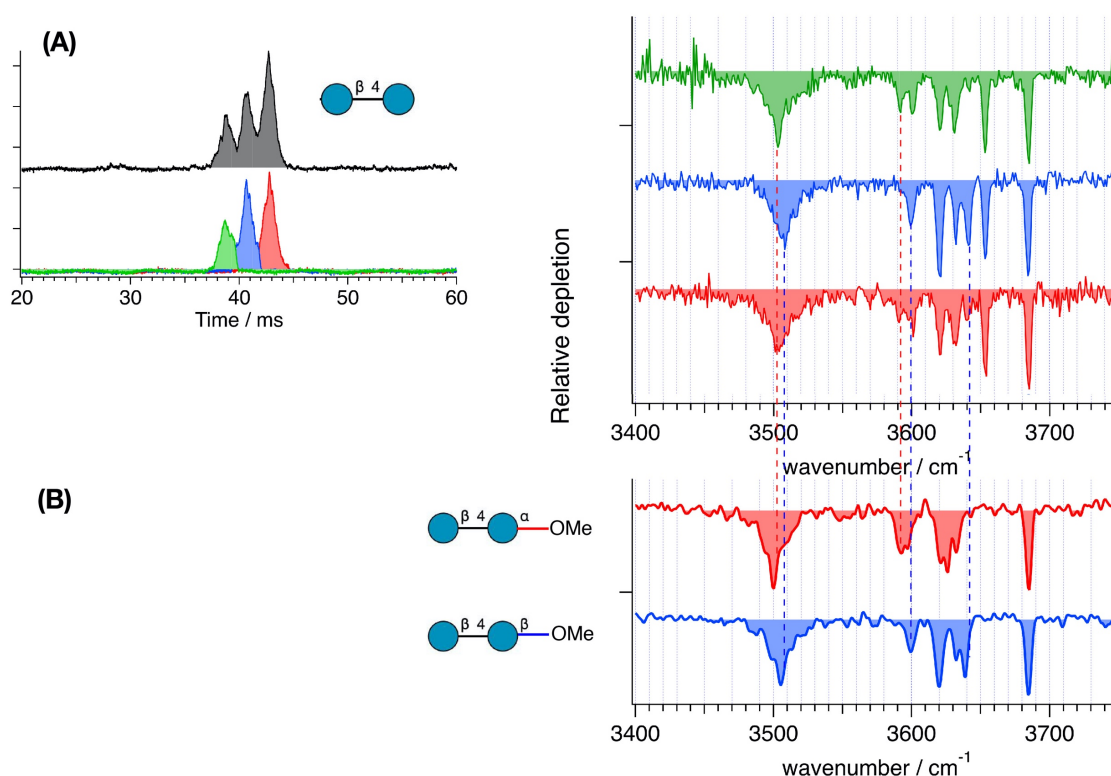 (A)
β 4
20 30 40 50 60
Time / ms
Relative depletion
3400 3500 3600 3700
wavenumber / cm⁻¹
(B)
β 4 α
OMe
β 4 β
OMe
3400 3500 3600 3700
wavenumber / cm⁻¹